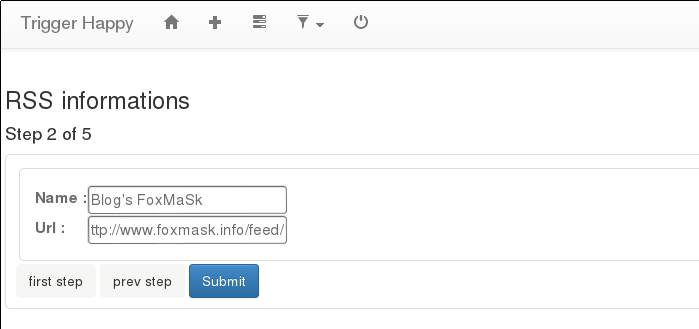 Trigger Happy
RSS informations
Step 2 of 5
Name : Blog's FoxMaSk
Url : ttp://www.foxmask.info/feed/
first step prev step Submit